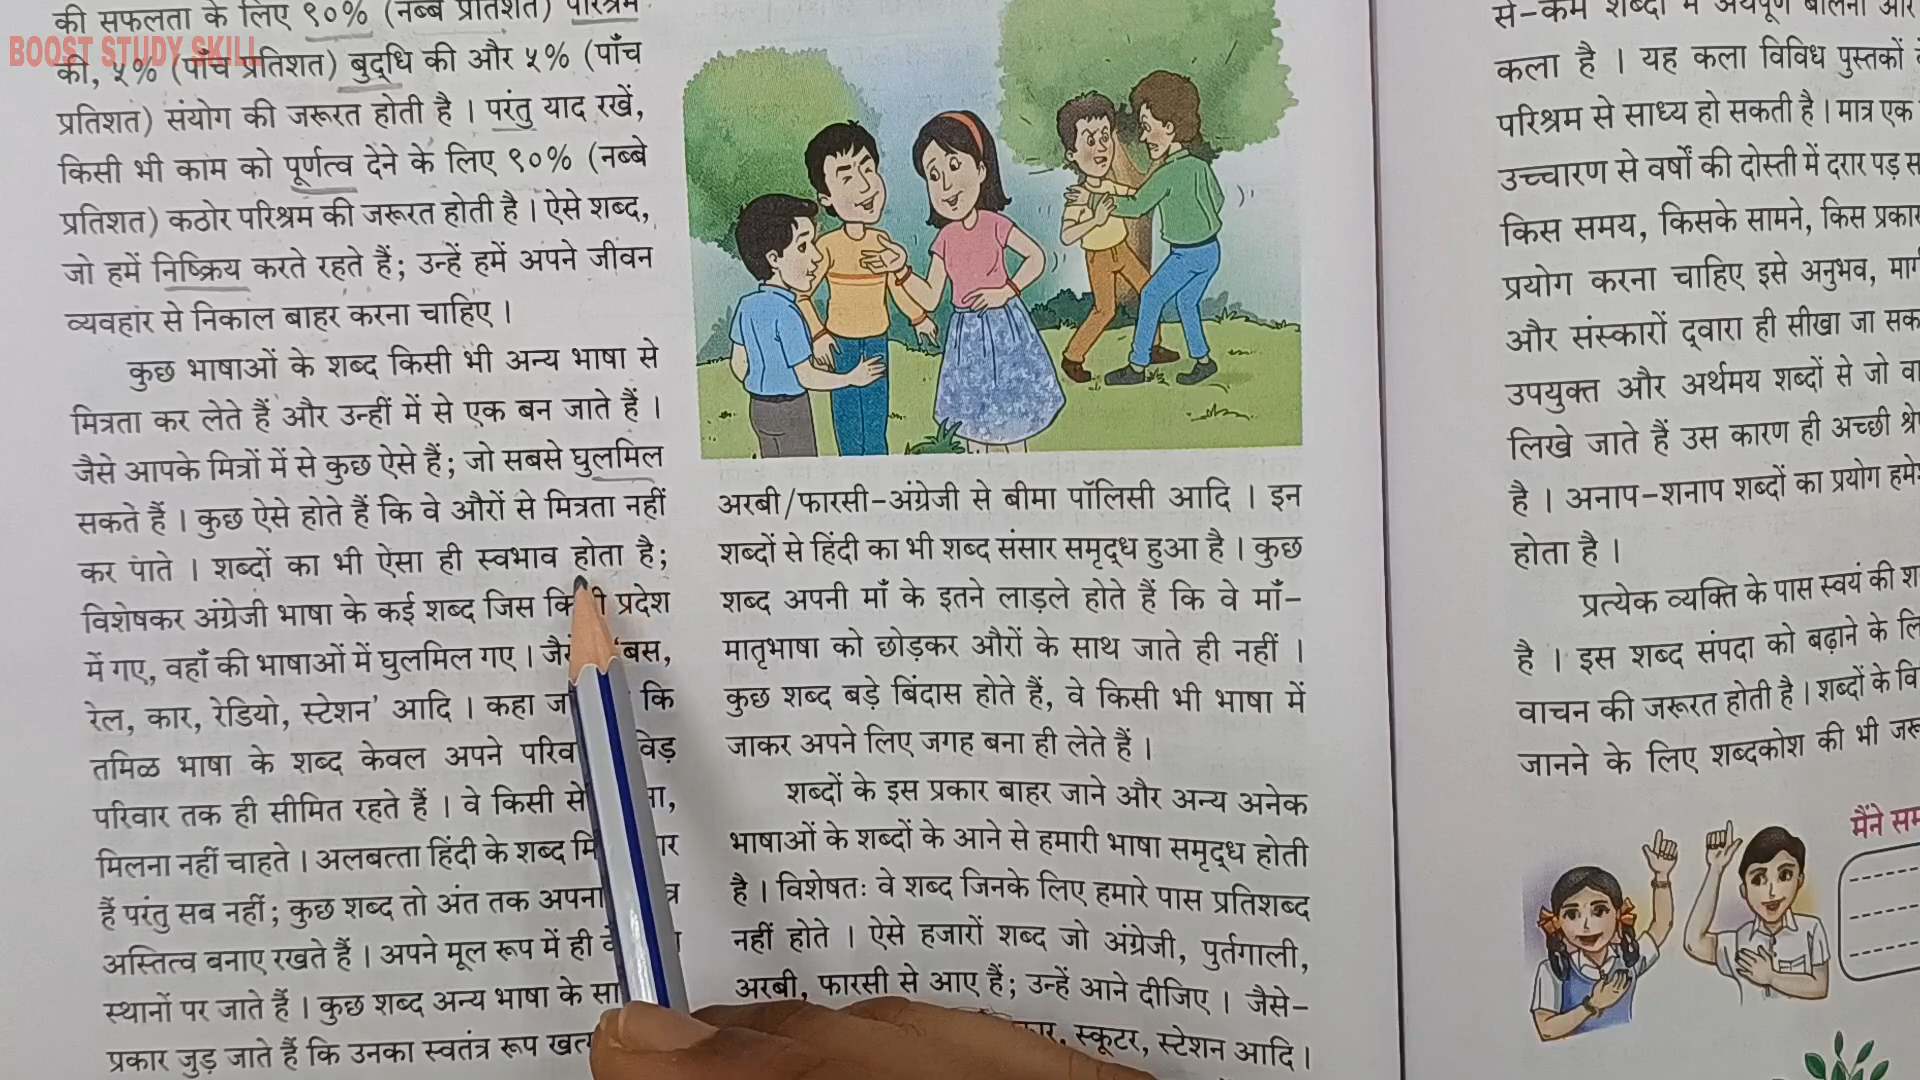 BOOST STUDY SKILL
की सफलता के लिए ९०% (नब्बे प्रतिशत) परिश्रम
की, ५% (पाँच प्रतिशत) बुद्धि की और ५% (पाँच
प्रतिशत) संयोग की जरूरत होती है । परंतु याद रखें,
किसी भी काम को पूर्णत्व देने के लिए ९०% (नब्बे
प्रतिशत) कठोर परिश्रम की जरूरत होती है । ऐसे शब्द,
जो हमें निष्क्रिय करते रहते हैं; उन्हें हमें अपने जीवन
व्यवहार से निकाल बाहर करना चाहिए ।
कुछ भाषाओं के शब्द किसी भी अन्य भाषा से
मित्रता कर लेते हैं और उन्हीं में से एक बन जाते हैं ।
जैसे आपके मित्रों में से कुछ ऐसे हैं; जो सबसे घुलमिल
सकते हैं । कुछ ऐसे होते हैं कि वे औरों से मित्रता नहीं
कर पाते । शब्दों का भी ऐसा ही स्वभाव होता है;
विशेषकर अंग्रेजी भाषा के कई शब्द जिस प्रदेश
में गए, वहाँ की भाषाओं में घुलमिल गए । ‘बस,
रेल, कार, रेडियो, स्टेशन’ आदि । कहा कि
तमिळ भाषा के शब्द केवल अपने
परिवार तक ही सीमित रहते हैं । वे किसी से
मिलना नहीं चाहते । अलबत्ता हिंदी के शब्द
हैं परंतु सब नहीं; कुछ शब्द तो अंत तक
अस्तित्व बनाए रखते हैं । अपने मूल रूप में ही
स्थानों पर जाते हैं । कुछ शब्द अन्य भाषा के
प्रकार जुड़ जाते हैं कि उनका स्वतंत्र रूप
अरबी/फारसी-अंग्रेजी से बीमा पॉलिसी आदि । इन
शब्दों से हिंदी का भी शब्द संसार समृद्ध हुआ है । कुछ
शब्द अपनी माँ के इतने लाड़ले होते हैं कि वे माँ-
मातृभाषा को छोड़कर औरों के साथ जाते ही नहीं ।
कुछ शब्द बड़े बिंदास होते हैं, वे किसी भी भाषा में
जाकर अपने लिए जगह बना ही लेते हैं ।
शब्दों के इस प्रकार बाहर जाने और अन्य अनेक
भाषाओं के शब्दों के आने से हमारी भाषा समृद्ध होती
है । विशेषतः वे शब्द जिनके लिए हमारे पास प्रतिशब्द
नहीं होते । ऐसे हजारों शब्द जो अंग्रेजी, पुर्तगाली,
अरबी, फारसी से आए हैं; उन्हें आने दीजिए । जैसे-
स्कूटर, स्टेशन आदि ।
से-कम शब्दों में अर्थपूर्ण बोलना और
कला है । यह कला विविध पुस्तकों
परिश्रम से साध्य हो सकती है । मात्र एक
उच्चारण से वर्षों की दोस्ती में दरार पड़
किस समय, किसके सामने, किस
प्रयोग करना चाहिए इसे अनुभव,
और संस्कारों द्वारा ही सीखा जा
उपयुक्त और अर्थमय शब्दों से जो
लिखे जाते हैं उस कारण ही अच्छी
है । अनाप-शनाप शब्दों का प्रयोग
होता है ।
प्रत्येक व्यक्ति के पास स्वयं की
है । इस शब्द संपदा को बढ़ाने के
वाचन की जरूरत होती है । शब्दों के
जानने के लिए शब्दकोश की भी
मैंने